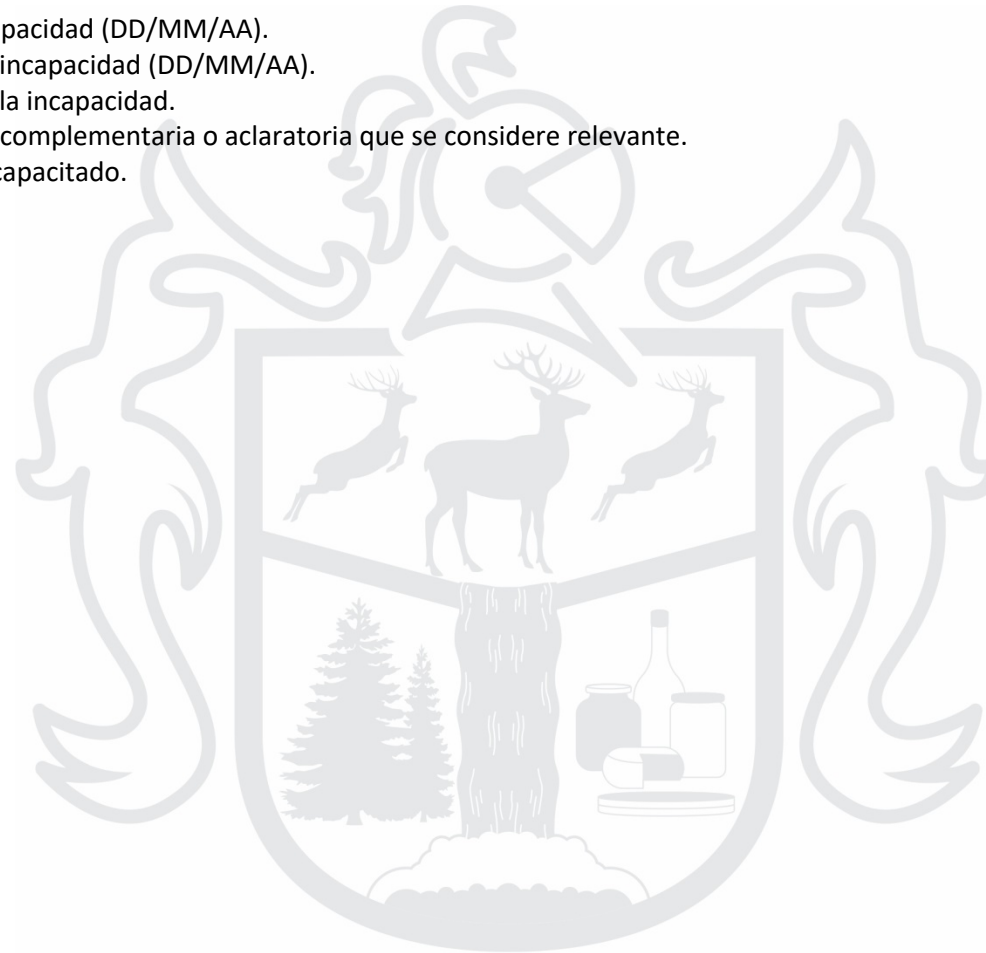 pacidad (DD/MM/AA).
incapacidad (DD/MM/AA).
la incapacidad.
complementaria o aclaratoria que se considere relevante.
capacitado.